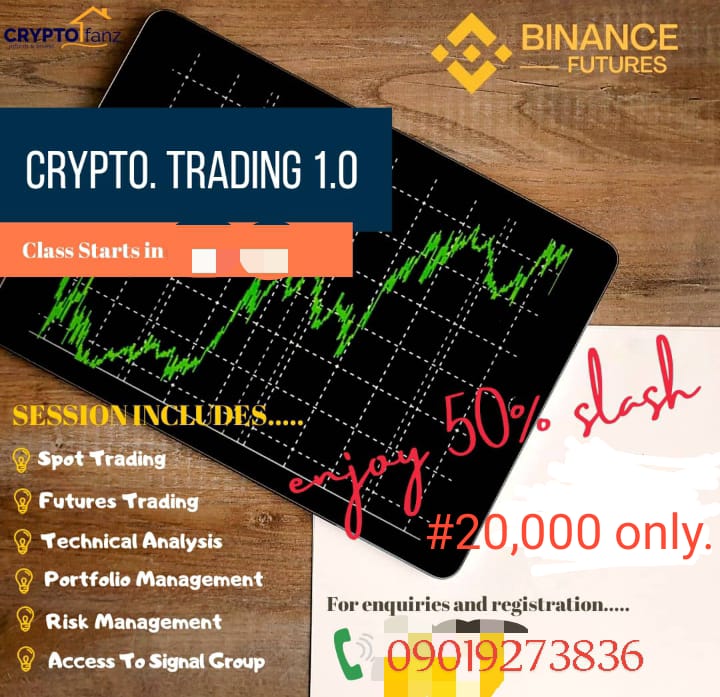 CRYPTO fanz
BINANCE
FUTURES
CRYPTO. TRADING 1.0
Class Starts in
SESSION INCLUDES.....
enjoy 50% slash
Spot Trading
Futures Trading
Technical Analysis
Portfolio Management
Risk Management
Access To Signal Group
#20,000 only.
For enquiries and registration.....
09019273836